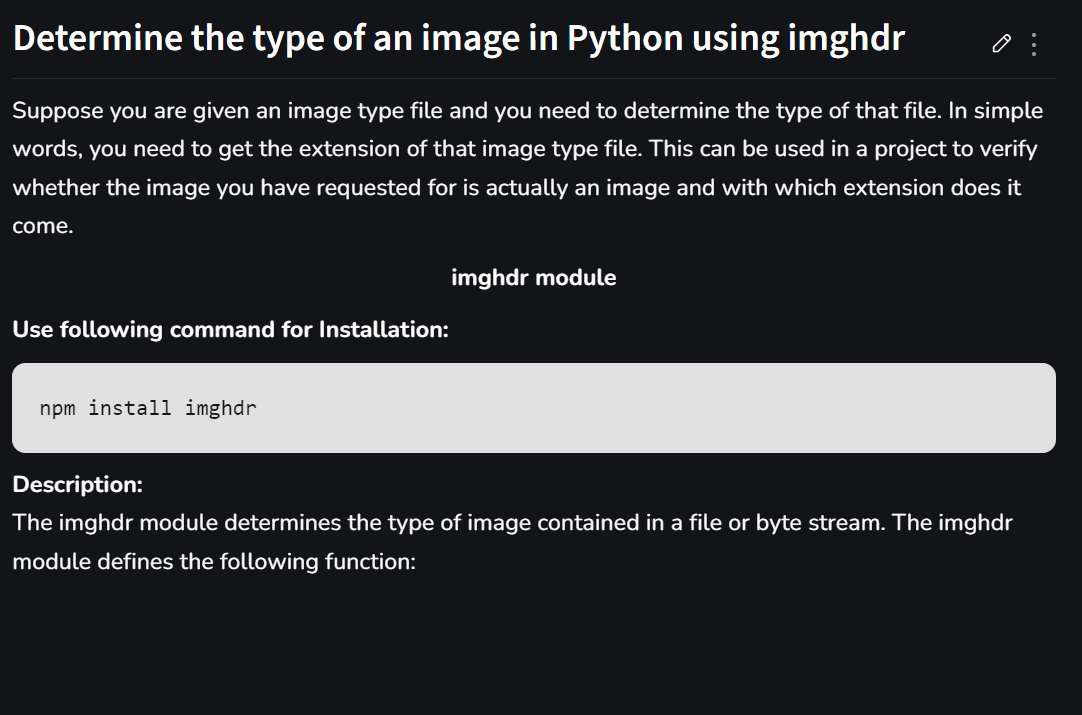 Determine the type of an image in Python using imghdr
Suppose you are given an image type file and you need to determine the type of that file. In simple
words, you need to get the extension of that image type file. This can be used in a project to verify
whether the image you have requested for is actually an image and with which extension does it
come.
imghdr module
Use following command for Installation:
npm install imghdr
Description:
The imghdr module determines the type of image contained in a file or byte stream. The imghdr
module defines the following function: